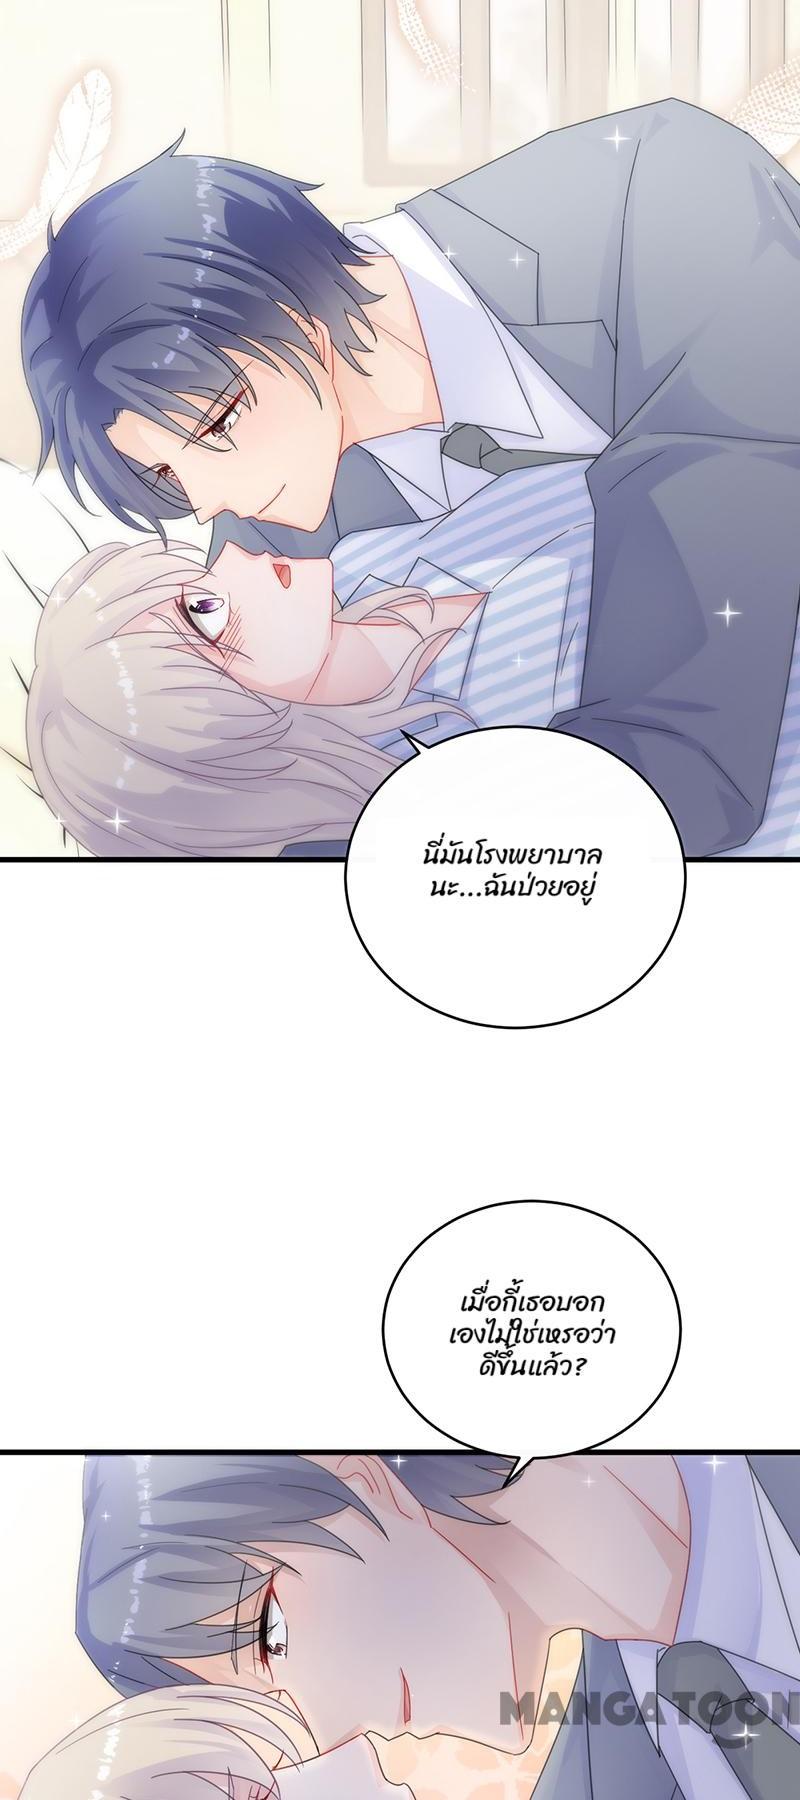 นี่มันโรงพยาบาล
นะ...ฉันป่วยอยู่
เมื่อกี้เธอบอก
เองไม่ใช่เหรอว่า
ดีขึ้นแล้ว?
MANGATOON